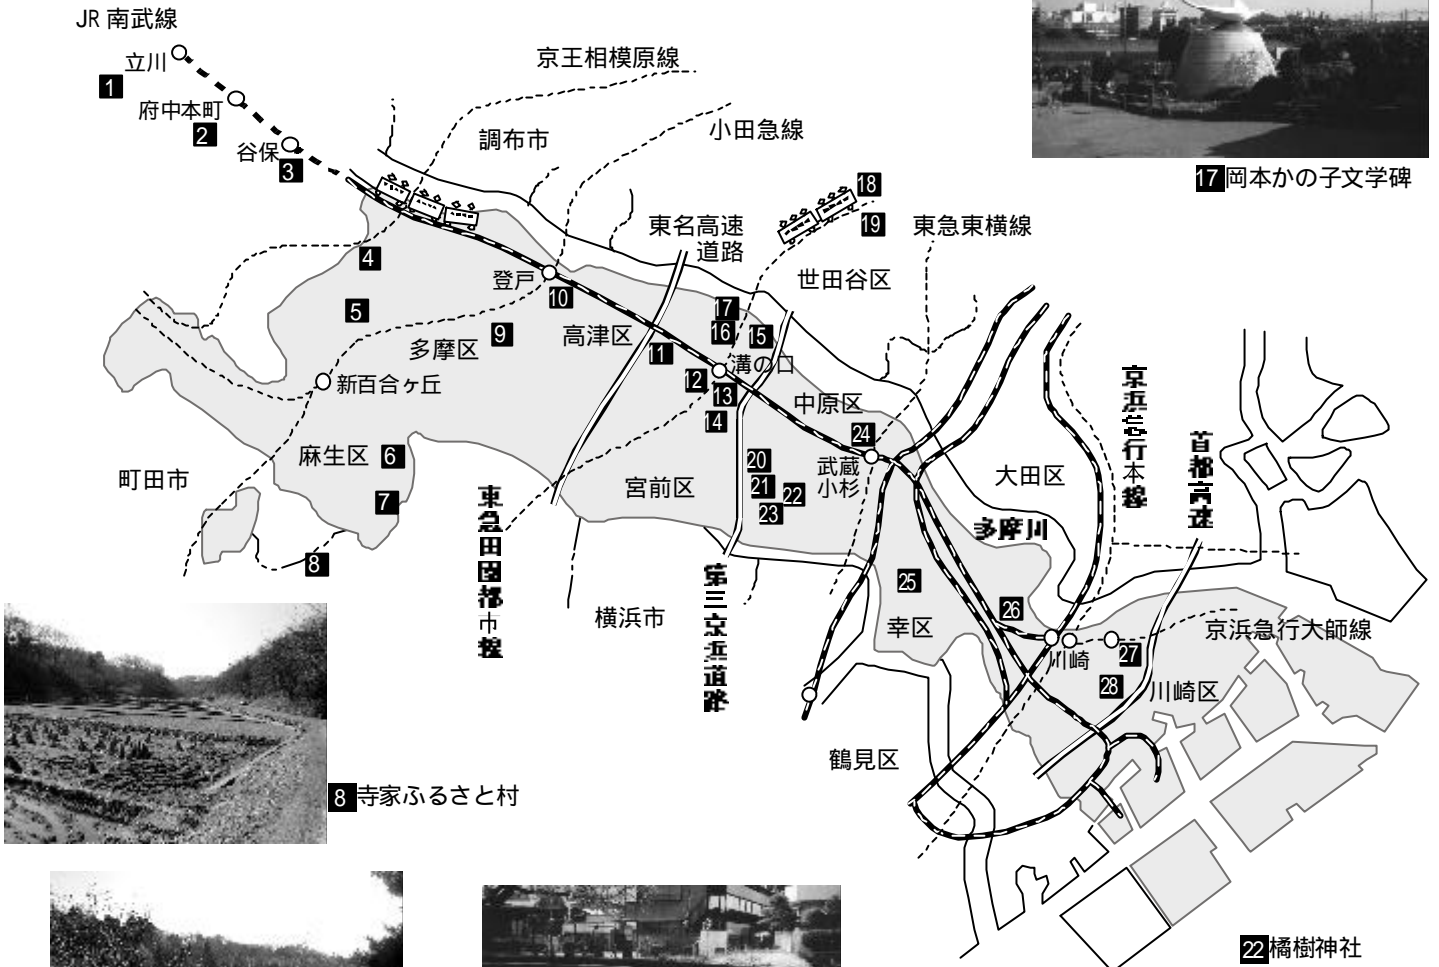 JR 南武線
立川
1
府中本町
2
谷保
3
京王相模原線
小田急線
調布市
17 岡本かの子文学碑
18
19
東名高速
道路
東急東横線
世田谷区
4
登戸
10
5
17
16
15
高津区
9
多摩区
11
溝の口
新百合ヶ丘
12
13
14
中原区
24
京浜急行本線
首都高速
麻生区
6
武蔵
小杉
20
21
22
23
大田区
町田市
7
宮前区
東急田園都市線
多摩川
8
第三京浜道路
横浜市
25
26
幸区
京浜急行大師線
川崎
27
28
川崎区
鶴見区
8 寺家ふるさと村
22 橘樹神社